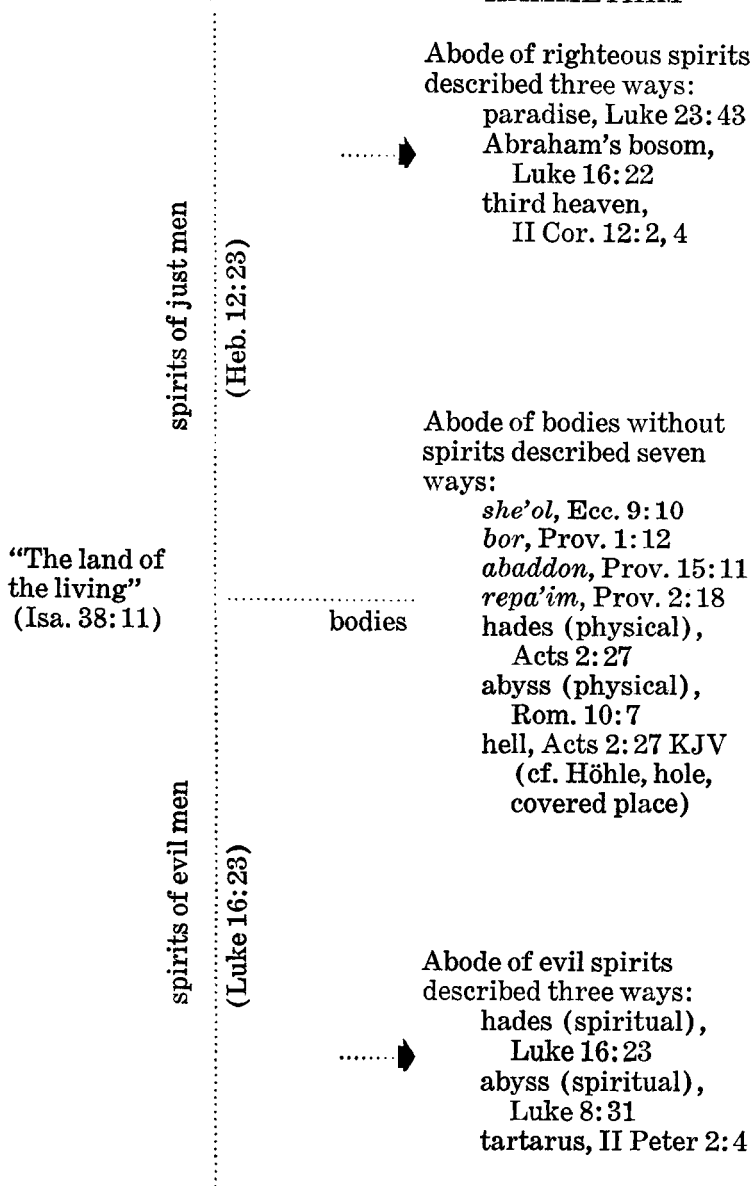 Abode of righteous spirits
described three ways:
paradise, Luke 23:43
Abraham's bosom,
Luke 16:22
third heaven,
II Cor. 12:2, 4
spirits of just men
(Heb. 12:23)
Abode of bodies without
spirits described seven
ways:
she'ol, Ecc. 9:10
bor, Prov. 1:12
abaddon, Prov. 15:11
repa'im, Prov. 2:18
hades (physical),
Acts 2:27
abyss (physical),
Rom. 10:7
hell, Acts 2:27 KJV
(cf. Höhle, hole,
covered place)
“The land of
the living”
(Isa. 38:11)
bodies
spirits of evil men
(Luke 16:23)
Abode of evil spirits
described three ways:
hades (spiritual),
Luke 16:23
abyss (spiritual),
Luke 8:31
tartarus, II Peter 2:4